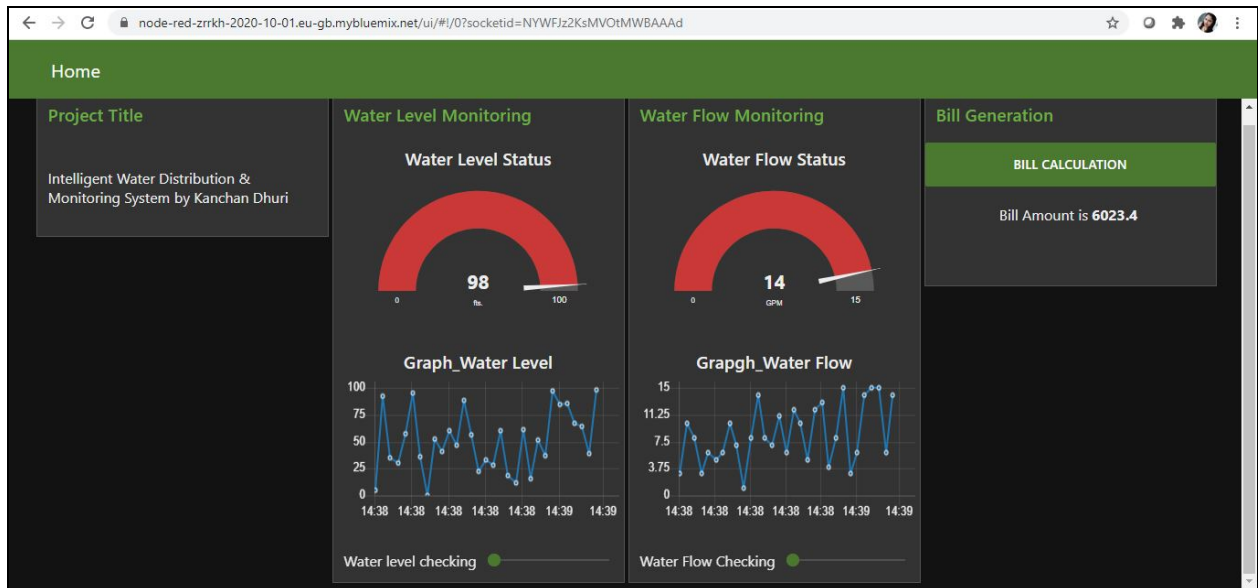 node-red-zrrkh-2020-10-01.eu-gb.mybluemix.net/ui/#!/0?socketid=NYWFJz2KsMVOtMWBAAAd
Home
Project Title
Intelligent Water Distribution &
Monitoring System by Kanchan Dhuri
Water Level Monitoring
Water Level Status
98
0 fts. 100
Graph_Water Level
100
75
50
25
0
14:38 14:38 14:38 14:38 14:39 14:39
Water level checking
Water Flow Monitoring
Water Flow Status
14
0 GPM 15
Grapgh_Water Flow
15
11.25
7.5
3.75
0
14:38 14:38 14:38 14:38 14:39 14:39
Water Flow Checking
Bill Generation
BILL CALCULATION
Bill Amount is 6023.4